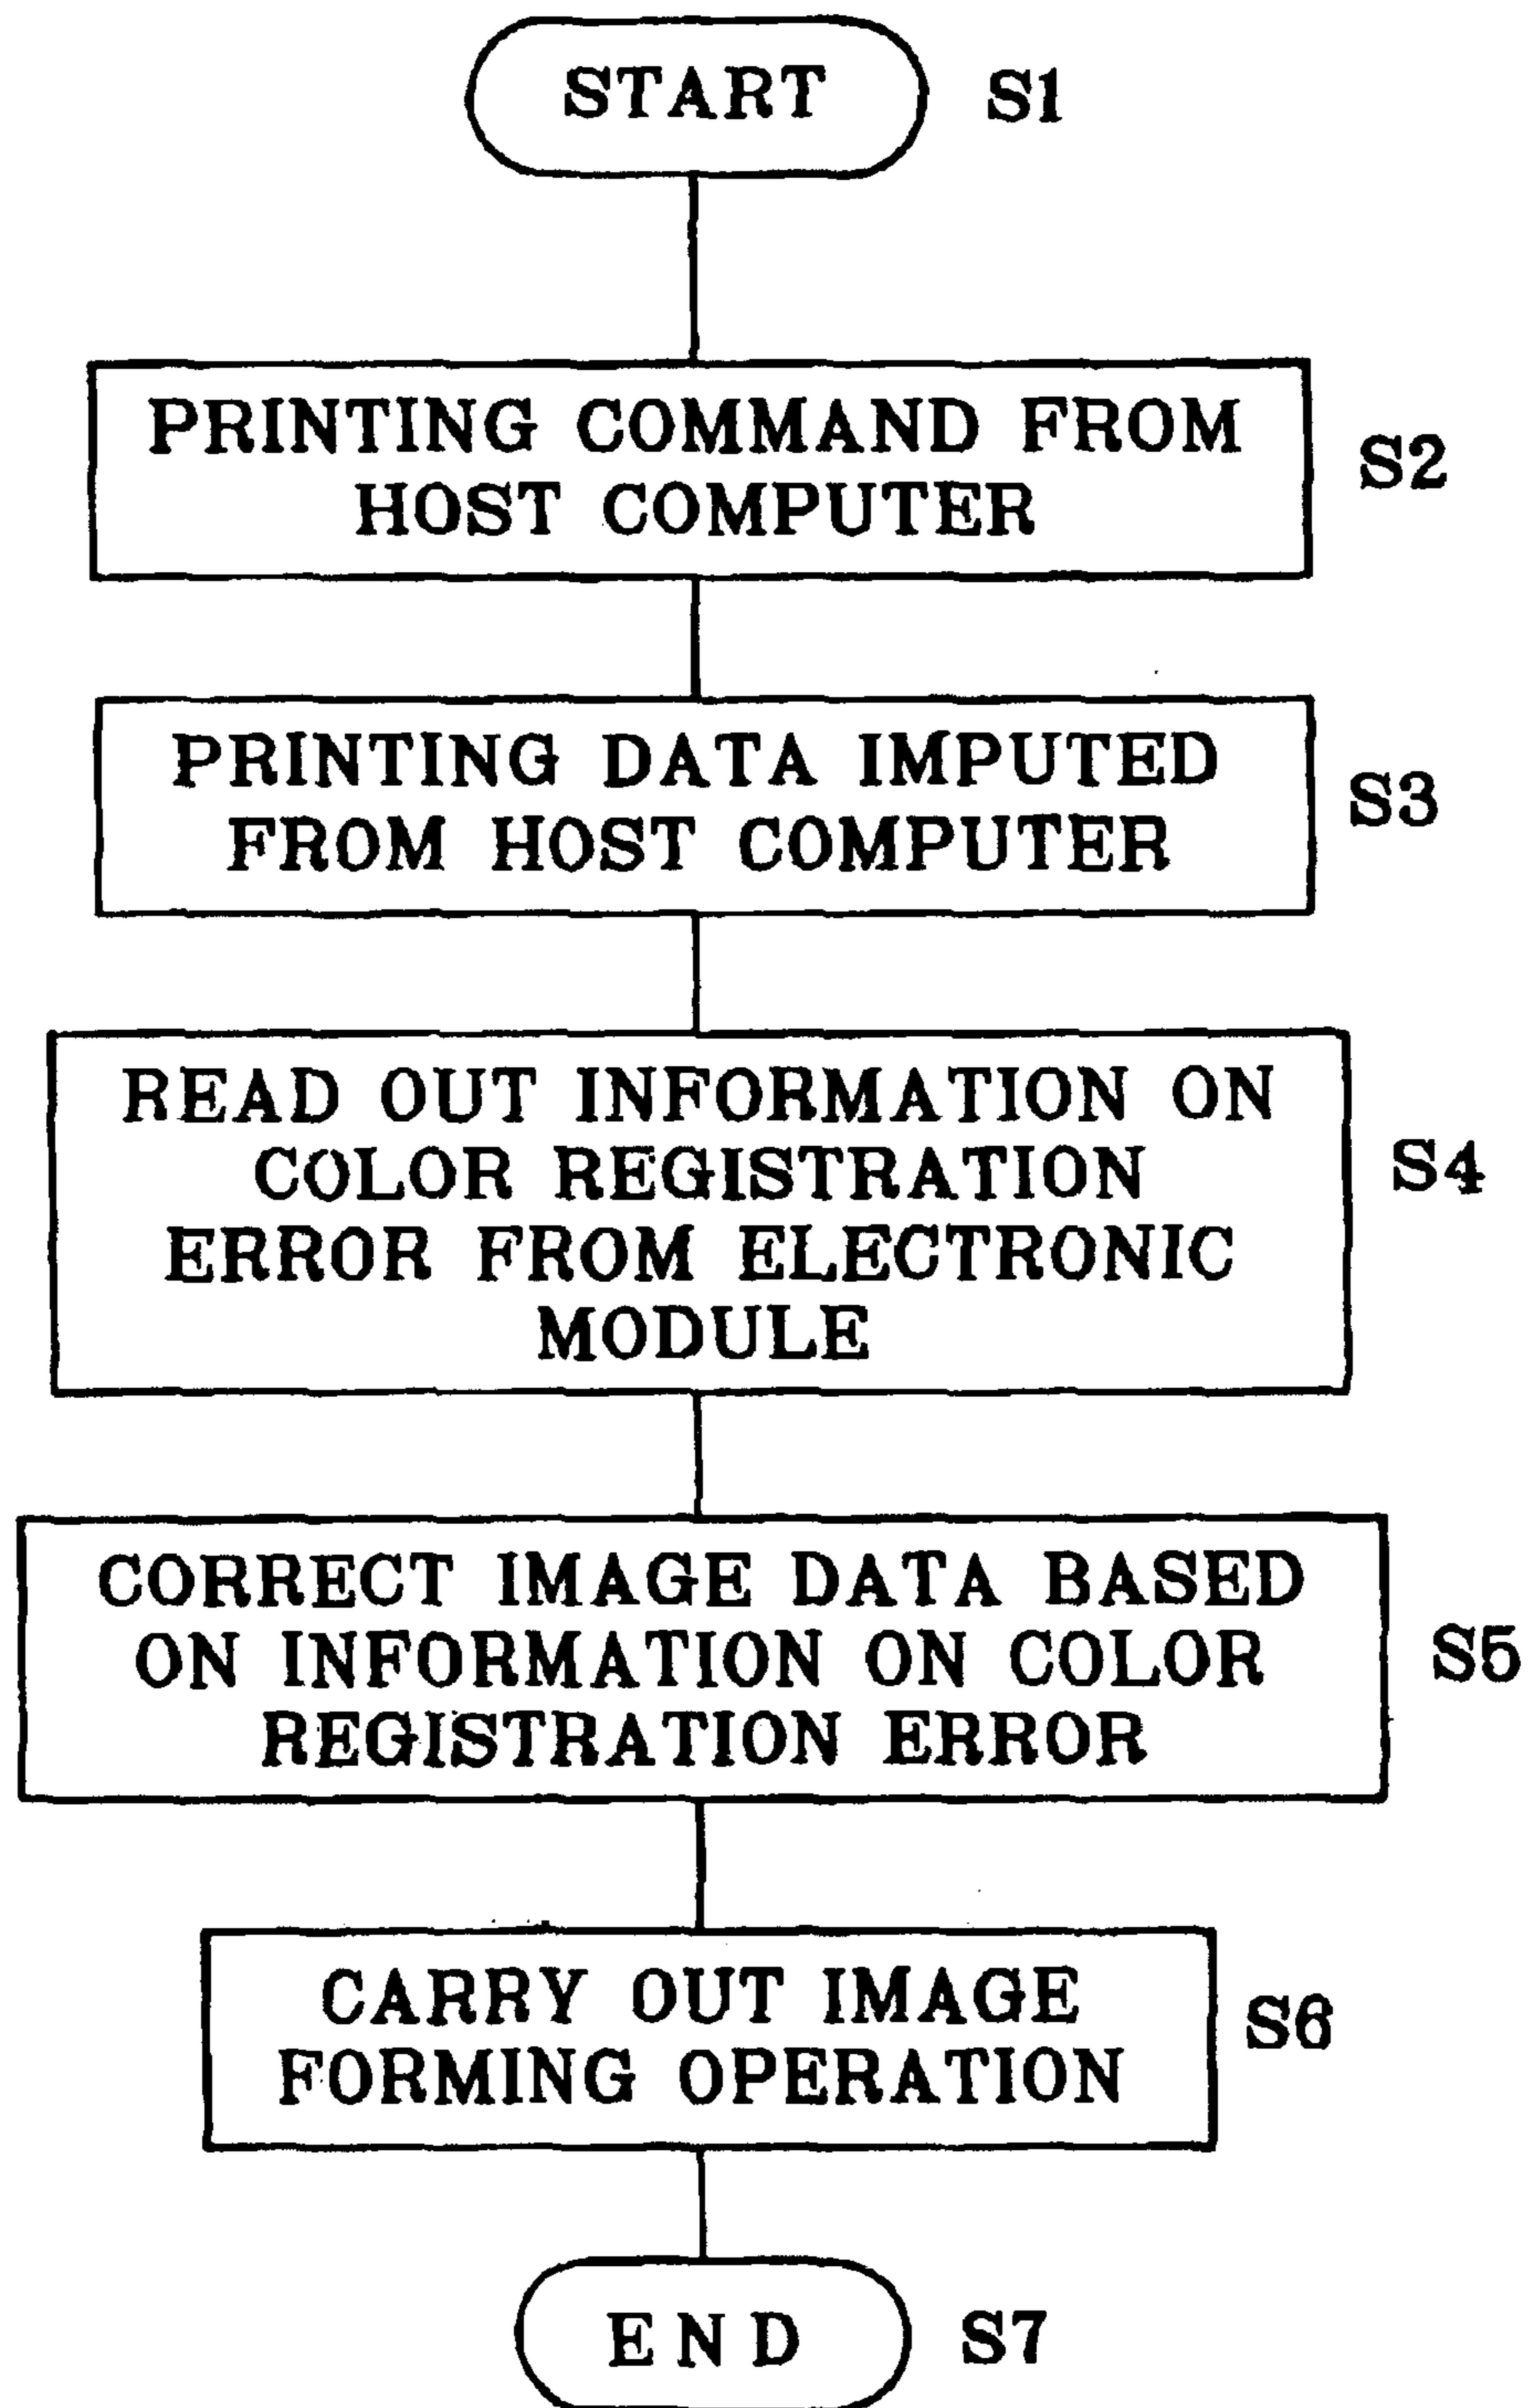 START S1
PRINTING COMMAND FROM
HOST COMPUTER
S2
PRINTING DATA IMPUTED
FROM HOST COMPUTER
S3
READ OUT INFORMATION ON
COLOR REGISTRATION
ERROR FROM ELECTRONIC
MODULE
S4
CORRECT IMAGE DATA BASED
ON INFORMATION ON COLOR
REGISTRATION ERROR
S5
CARRY OUT IMAGE
FORMING OPERATION
S6
END S7